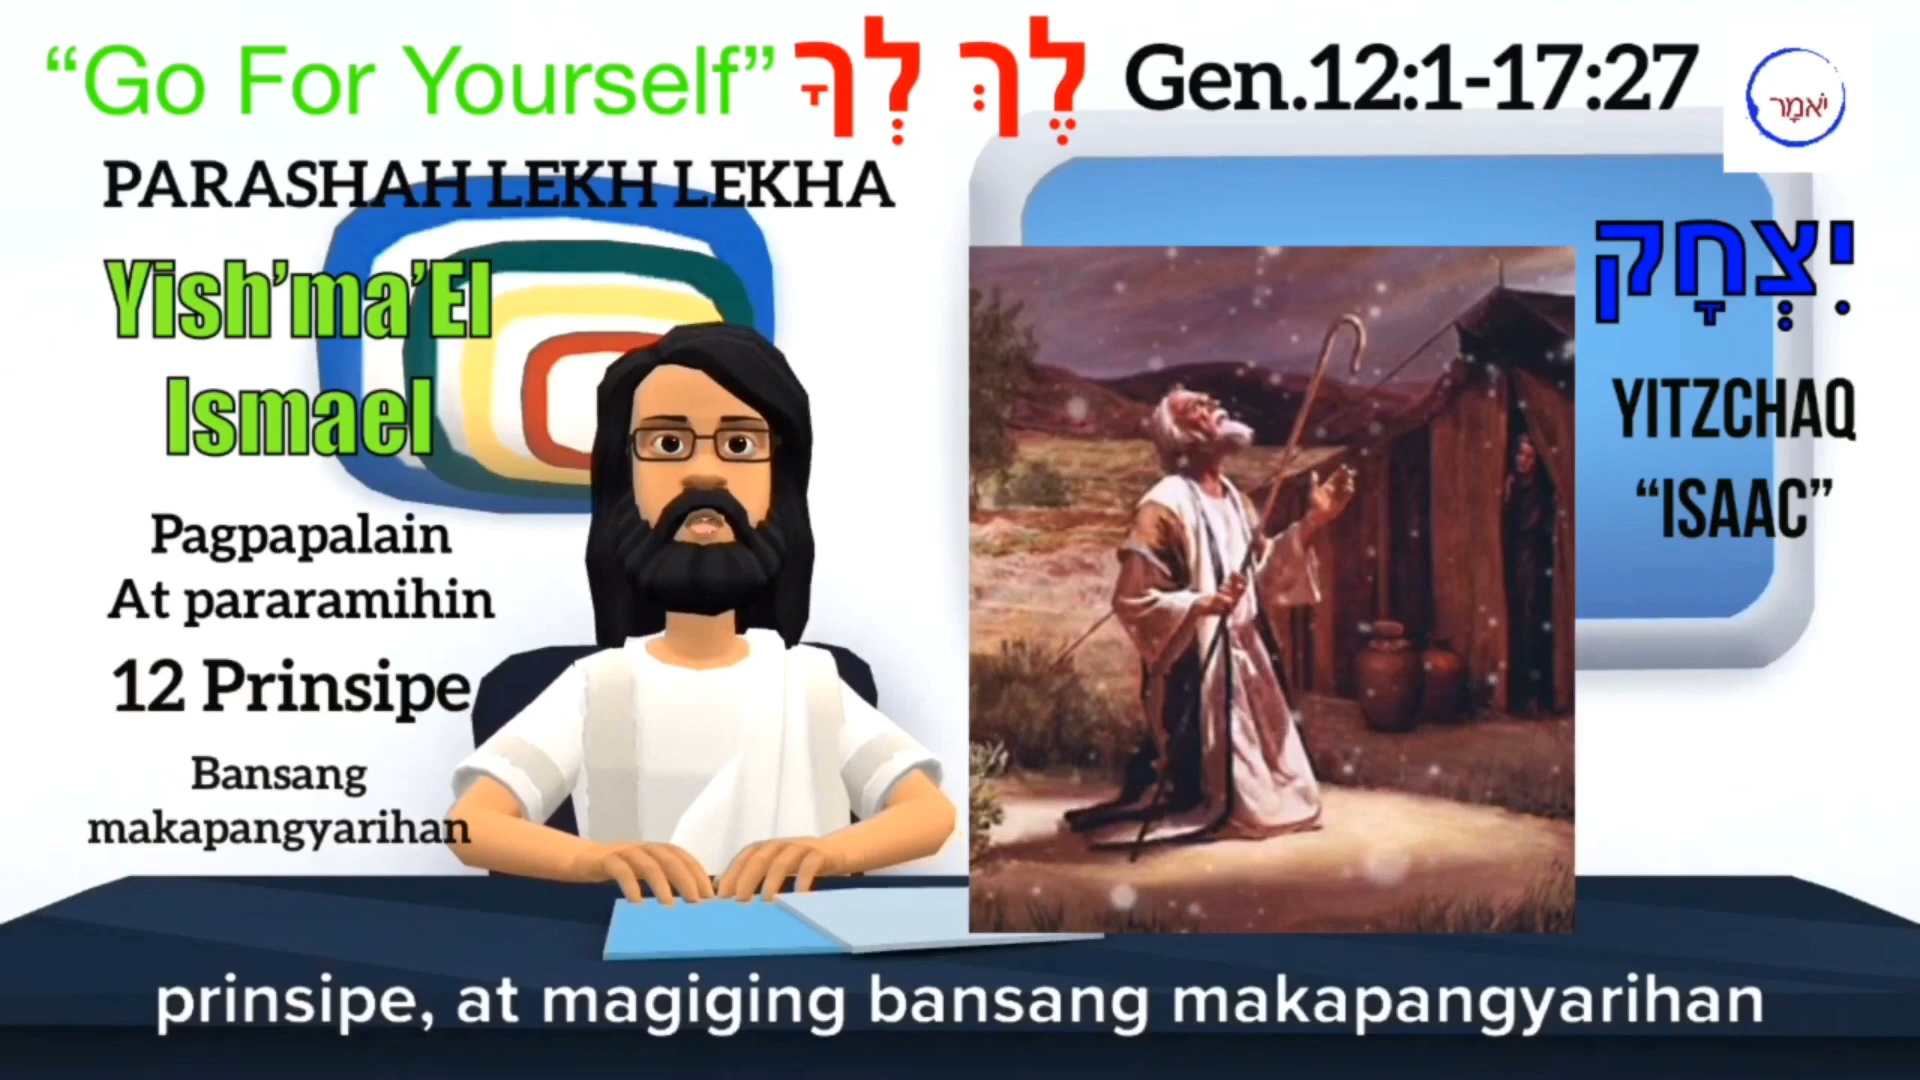 “Go For Yourself” לֶךְ לְךָ Gen.12:1-17:27
יֹאמָר
PARASHAH LEKH LEKHA
Yish’ma’El
Ismael
Pagpapalain
At pararamihin
12 Prinsipe
Bansang
makapangyarihan
יִצְחָק
YITZCHAQ
“ISAAC”
prinsipe, at magiging bansang makapangyarihan